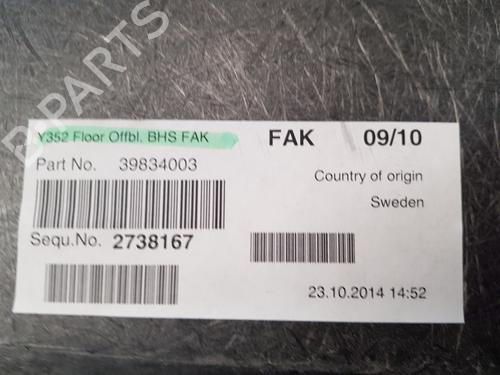 B PARTS
Y352 Floor Offbl. BHS FAK FAK 09/10
Part No. 39834003
Country of origin
Sweden
Sequ.No. 2738167
23.10.2014 14:52